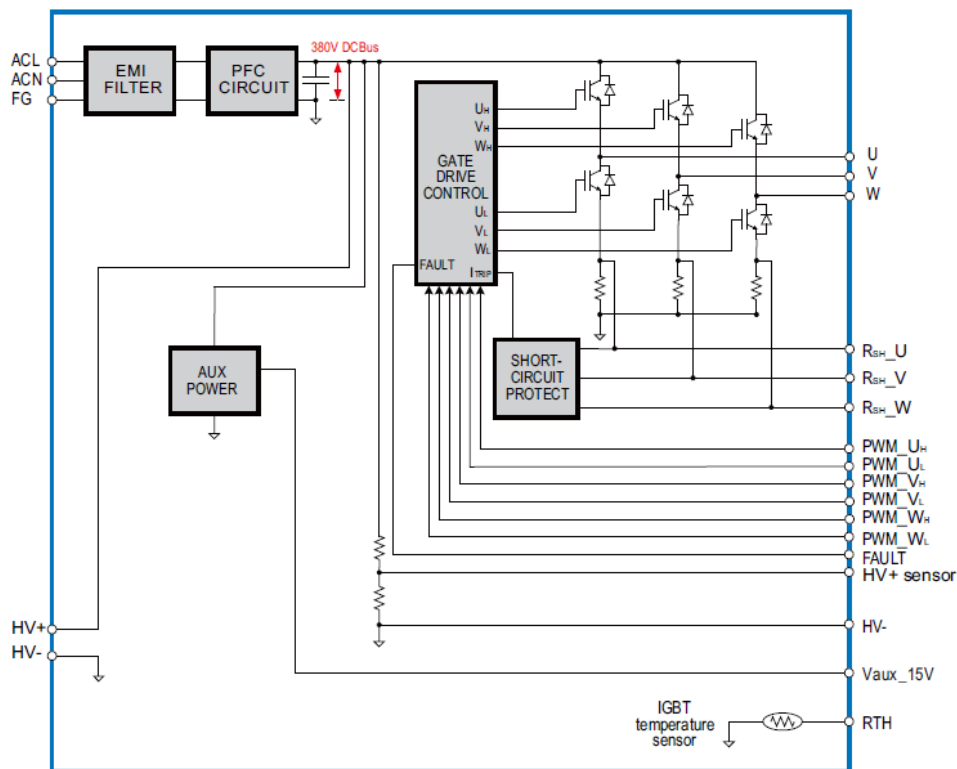 380V DCBus
ACL
ACN
FG
EMI
FILTER
PFC
CIRCUIT
UH
VH
WH
GATE
DRIVE
CONTROL
UL
VL
WL
FAULT
ITRIP
U
V
W
AUX
POWER
SHORT-
CIRCUIT
PROTECT
RSH_U
RSH_V
RSH_W
PWM_UH
PWM_UL
PWM_VH
PWM_VL
PWM_WH
PWM_WL
FAULT
HV+ sensor
HV+
HV-
HV-
Vaux_15V
IGBT
temperature
sensor
RTH